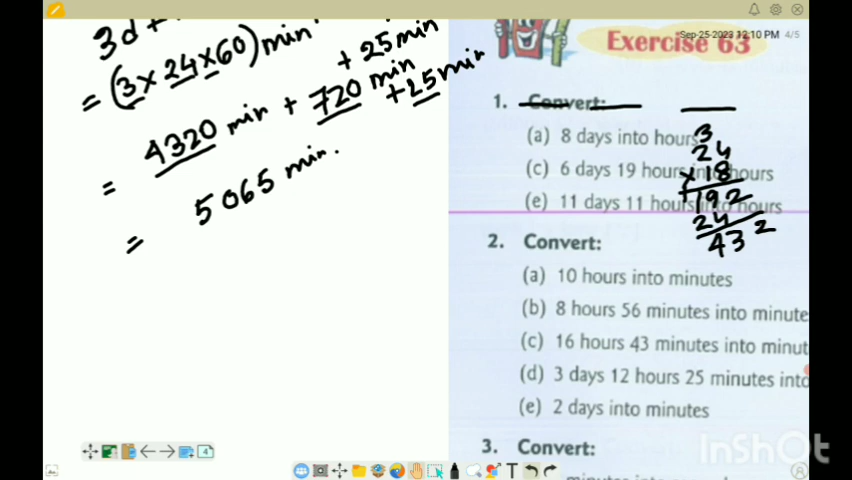 3d +
= (3 × 24 × 60) min
+ 25 min
= 4320 min + 720 min + 25 min
= 5065 min.
Sep-25-2023 12:10 PM 4/5
Exercise 63
1. Convert:
(a) 8 days into hours
(c) 6 days 19 hours into hours
(e) 11 days 11 hours into hours
3
24
× 18
+ 192
24
432
2. Convert:
(a) 10 hours into minutes
(b) 8 hours 56 minutes into minute
(c) 16 hours 43 minutes into minut
(d) 3 days 12 hours 25 minutes into
(e) 2 days into minutes
3. Convert:
InShOt
4
T